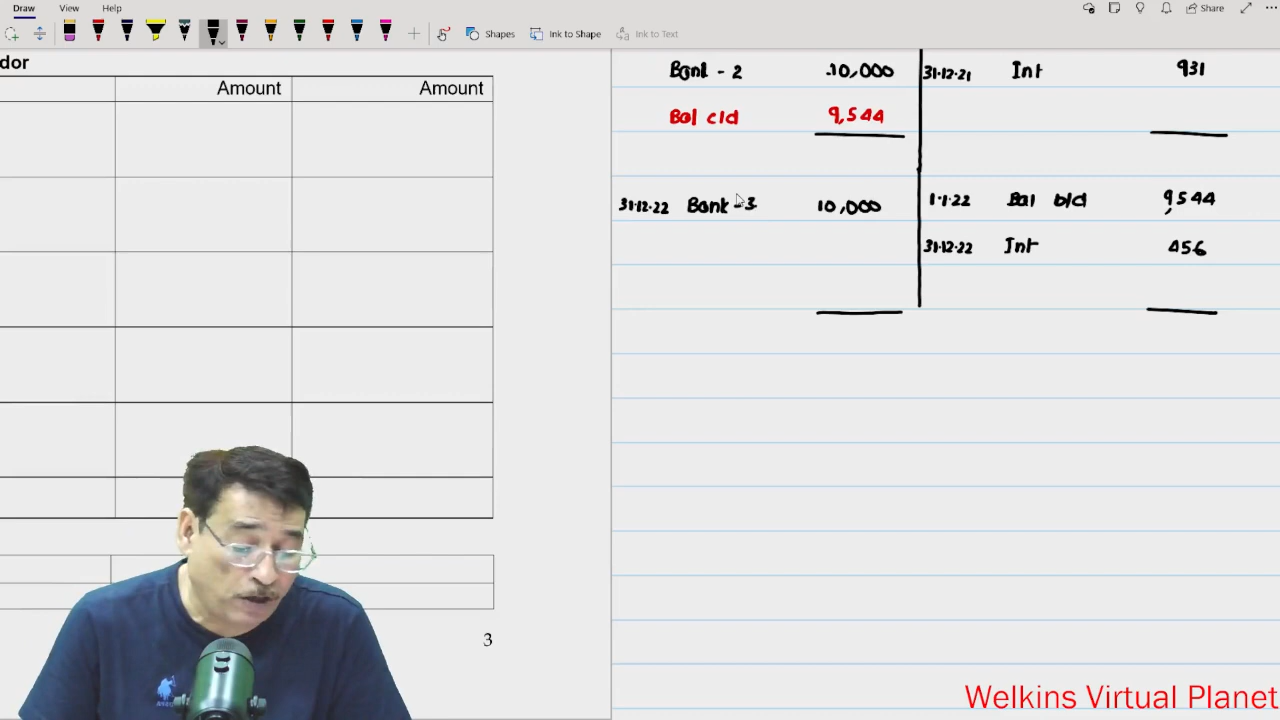 Draw View Help Share
Shapes Ink to Shape Ink to Text
dor
Amount Amount
3
Bank - 2 10,000 31.12.21 Int 931
Bal c/d 9,544
31.12.22 Bank - 3 10,000 1.1.22 Bal b/d 9,544
31.12.22 Int 456
Welkins Virtual Planet